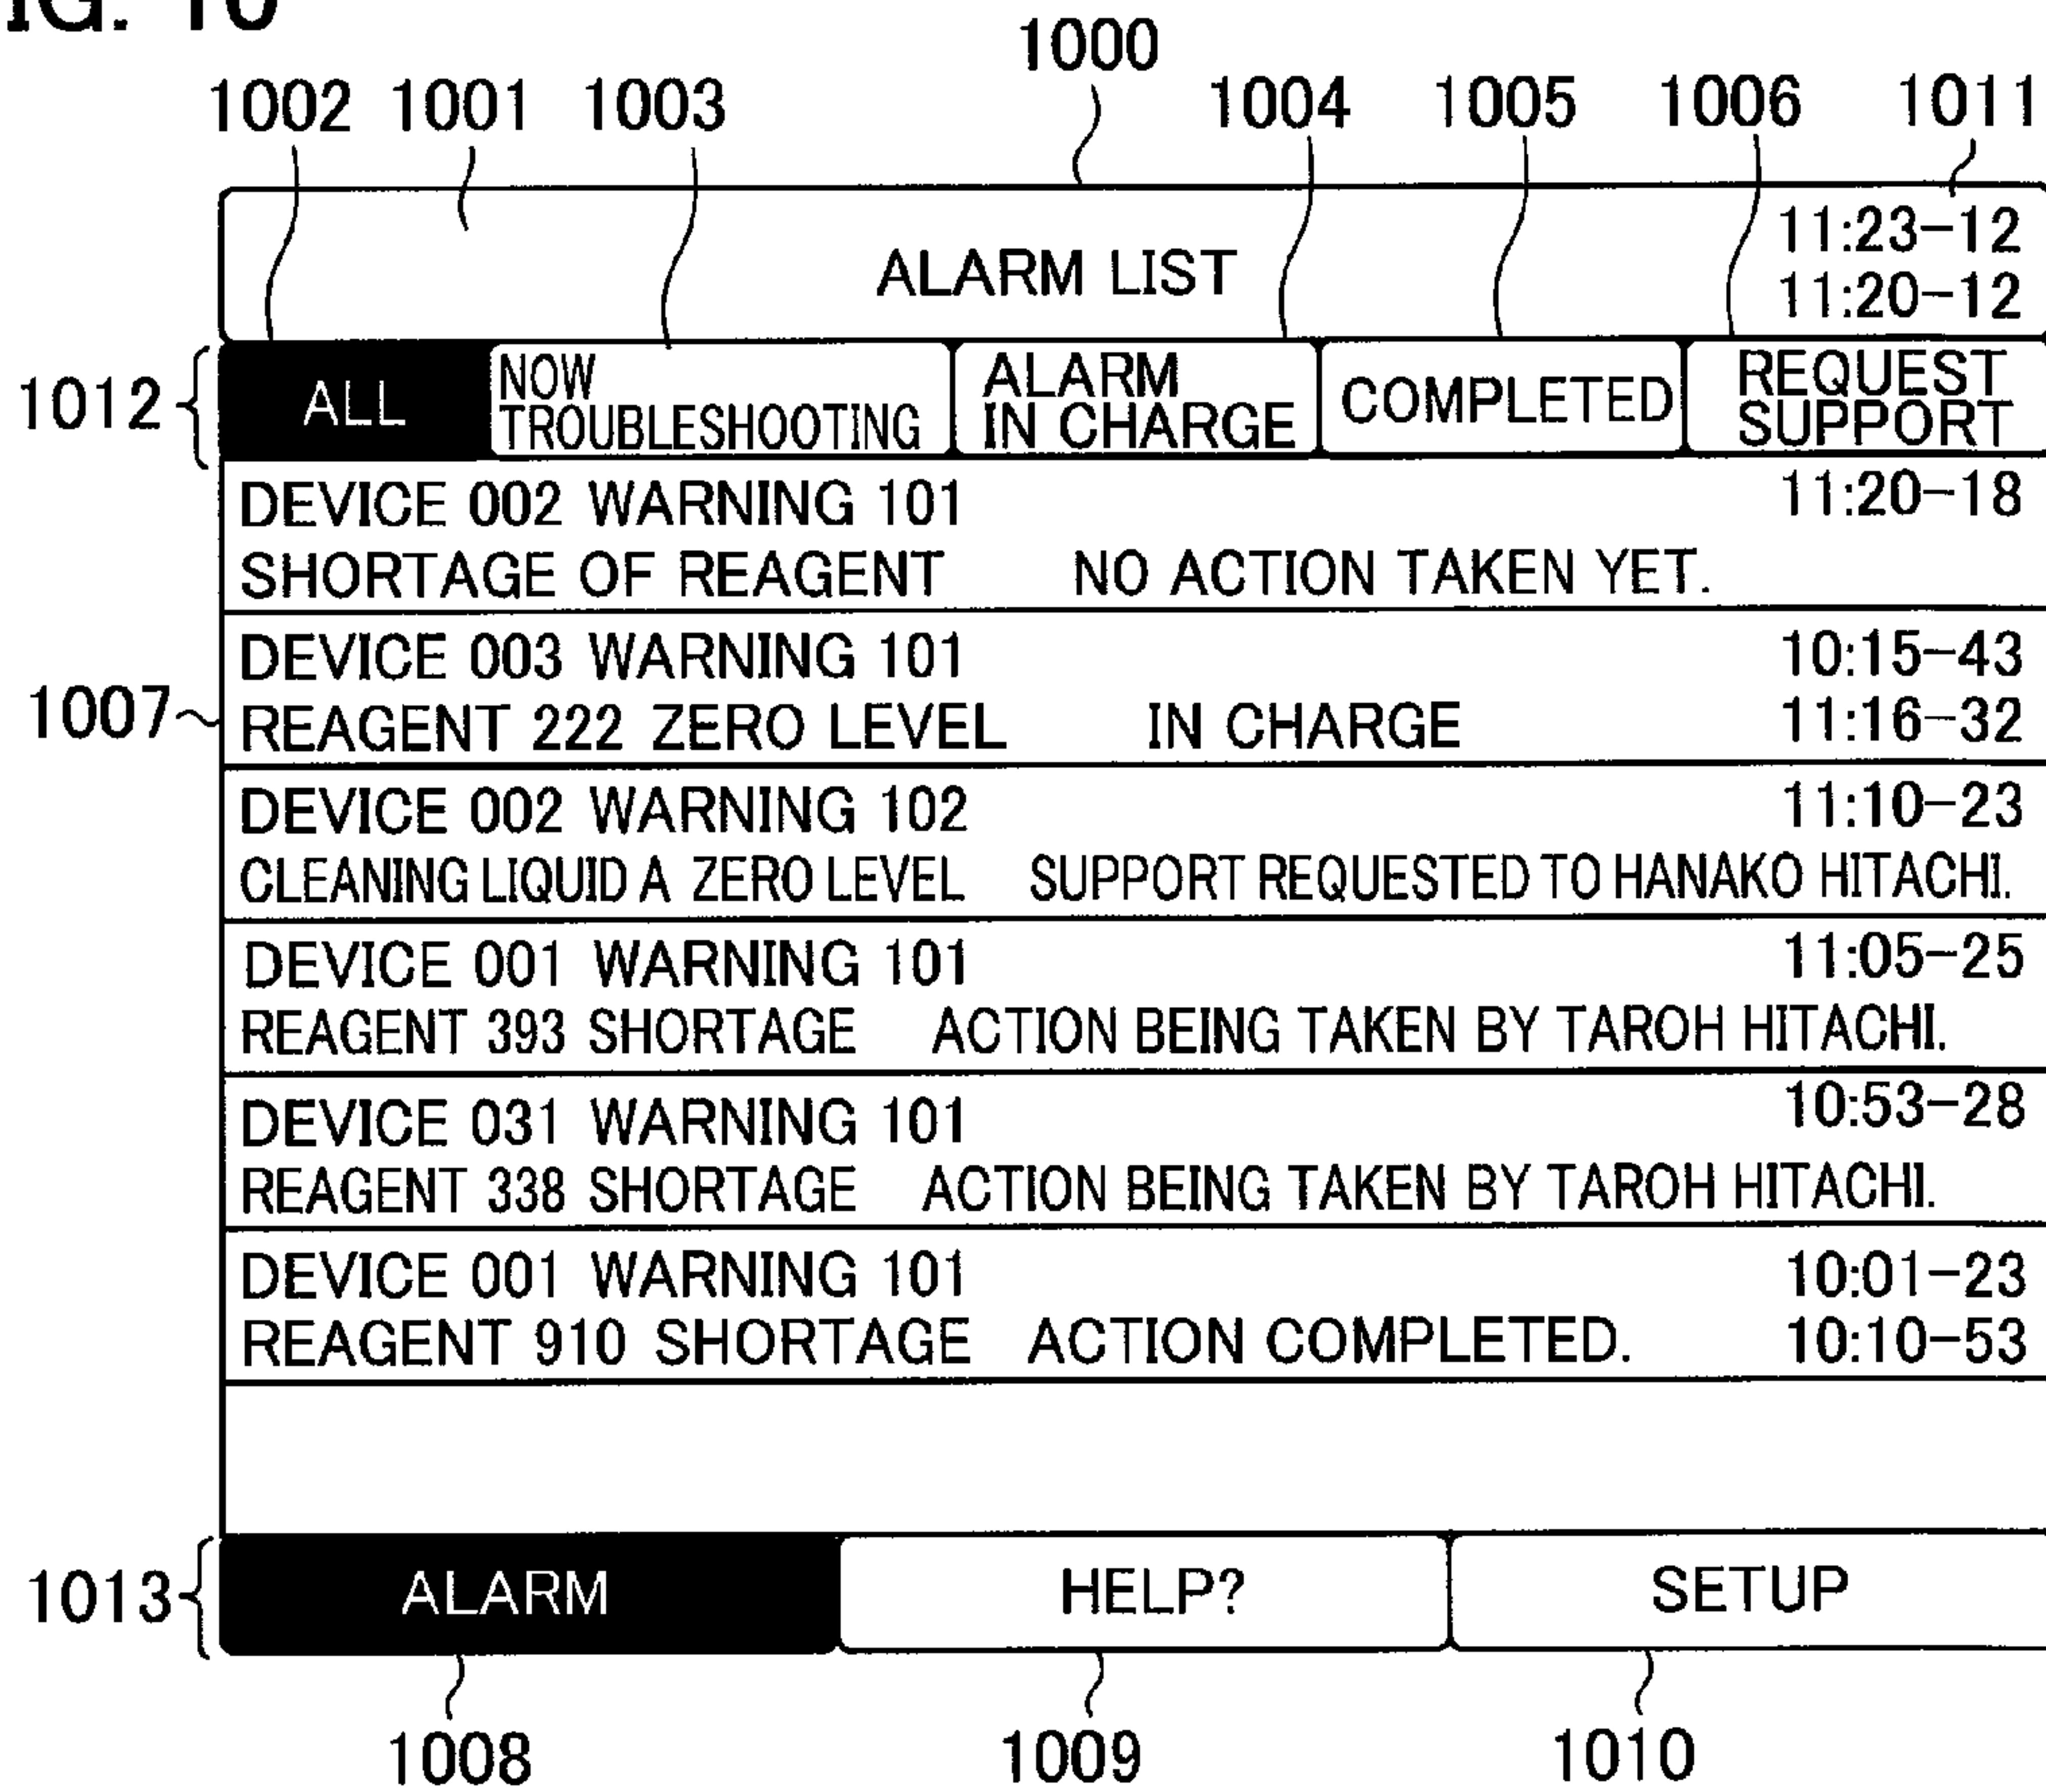 IG. 10
1000
1002 1001 1003 1004 1005 1006 1011
11:23-12
ALARM LIST
11:20-12
1012
ALL
NOW
TROUBLESHOOTING
ALARM
IN CHARGE
COMPLETED
REQUEST
SUPPORT
DEVICE 002 WARNING 101 11:20-18
SHORTAGE OF REAGENT NO ACTION TAKEN YET.
DEVICE 003 WARNING 101 10:15-43
1007 REAGENT 222 ZERO LEVEL IN CHARGE 11:16-32
DEVICE 002 WARNING 102 11:10-23
CLEANING LIQUID A ZERO LEVEL SUPPORT REQUESTED TO HANAKO HITACHI.
DEVICE 001 WARNING 101 11:05-25
REAGENT 393 SHORTAGE ACTION BEING TAKEN BY TAROH HITACHI.
DEVICE 031 WARNING 101 10:53-28
REAGENT 338 SHORTAGE ACTION BEING TAKEN BY TAROH HITACHI.
DEVICE 001 WARNING 101 10:01-23
REAGENT 910 SHORTAGE ACTION COMPLETED. 10:10-53
1013 ALARM HELP? SETUP
1008 1009 1010